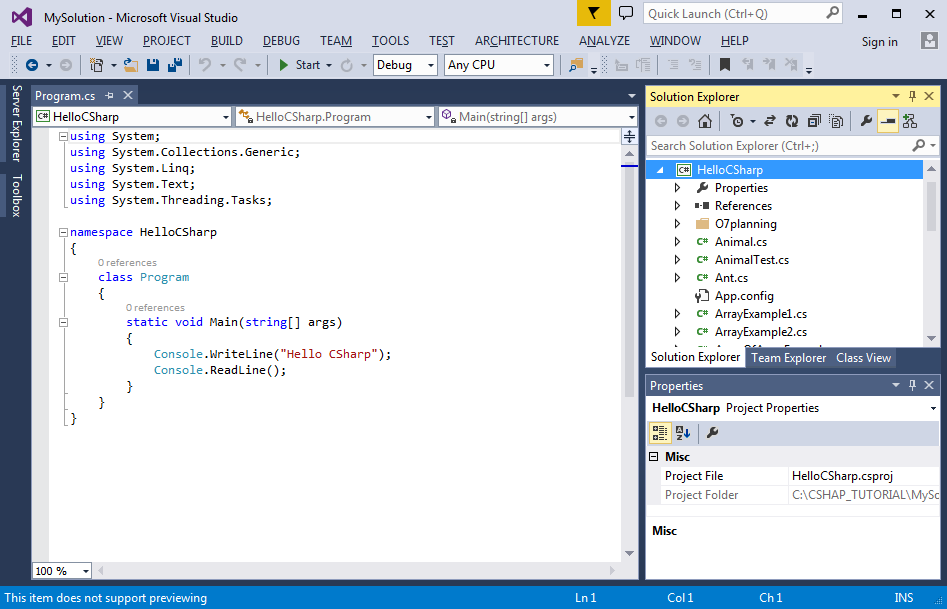 MySolution - Microsoft Visual Studio
Quick Launch (Ctrl+Q)
FILE EDIT VIEW PROJECT BUILD DEBUG TEAM TOOLS TEST ARCHITECTURE ANALYZE WINDOW HELP Sign in
Start Debug Any CPU
Server Explorer
Toolbox
Program.cs
C# HelloCSharp HelloCSharp.Program Main(string[] args)
using System;
using System.Collections.Generic;
using System.Linq;
using System.Text;
using System.Threading.Tasks;
namespace HelloCSharp
{
0 references
class Program
{
0 references
static void Main(string[] args)
{
Console.WriteLine("Hello CSharp");
Console.ReadLine();
}
}
}
100 %
Solution Explorer
Search Solution Explorer (Ctrl+;)
C# HelloCSharp
Properties
References
O7planning
C# Animal.cs
C# AnimalTest.cs
C# Ant.cs
App.config
C# ArrayExample1.cs
C# ArrayExample2.cs
Solution Explorer Team Explorer Class View
Properties
HelloCSharp Project Properties
Misc
Project File HelloCSharp.csproj
Project Folder C:\CSHAP_TUTORIAL\MySc
Misc
This item does not support previewing Ln 1 Col 1 Ch 1 INS